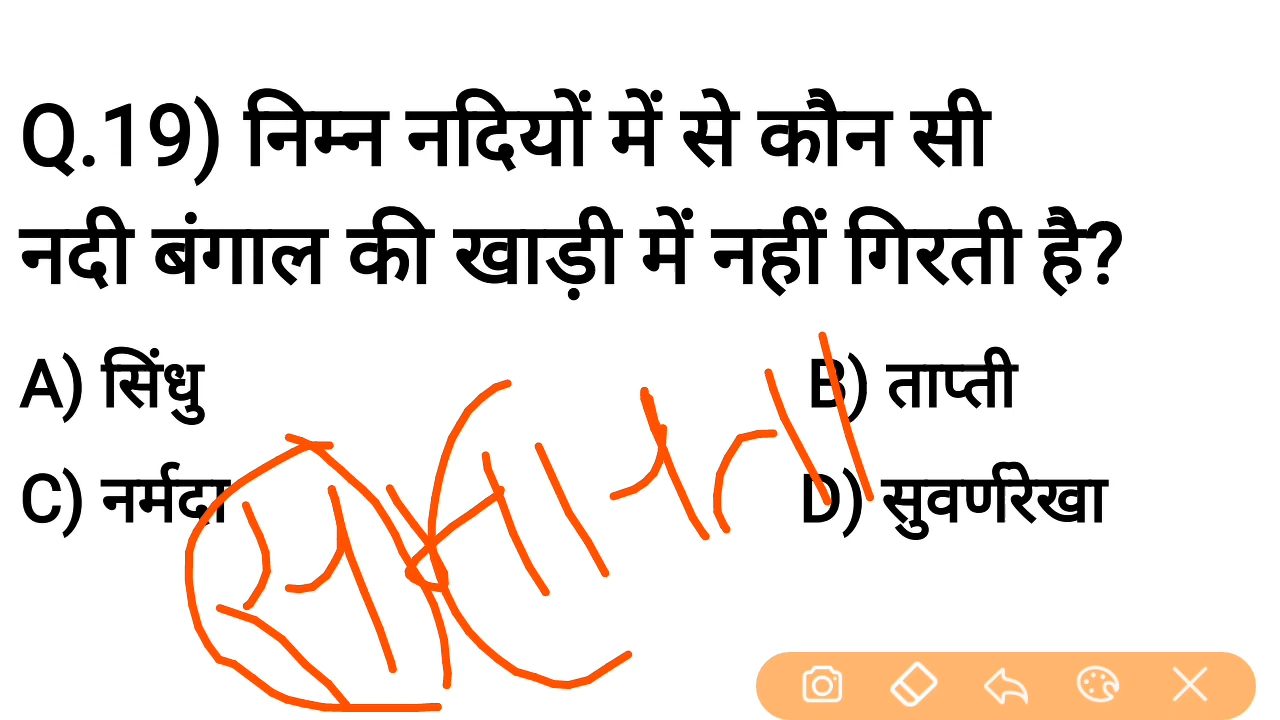 Q.19) निम्न नदियों में से कौन सी
नदी बंगाल की खाड़ी में नहीं गिरती है?
A) सिंधु B) ताप्ती
C) नर्मदा D) सुवर्णरेखा